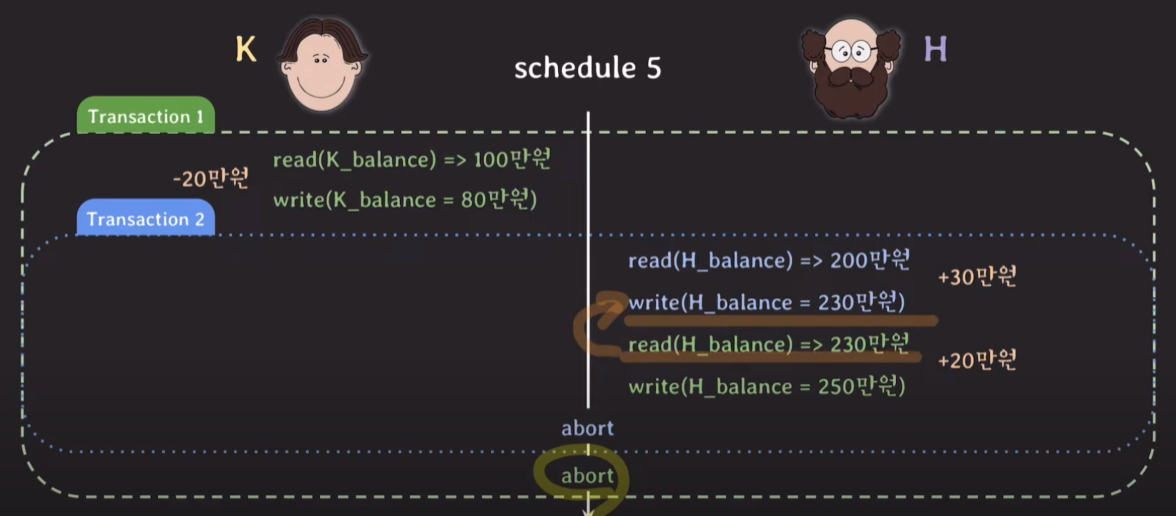 K
schedule 5
H
Transaction 1
read(K_balance) => 100만원
-20만원
write(K_balance = 80만원)
Transaction 2
read(H_balance) => 200만원
+30만원
write(H_balance = 230만원)
read(H_balance) => 230만원
+20만원
write(H_balance = 250만원)
abort
abort